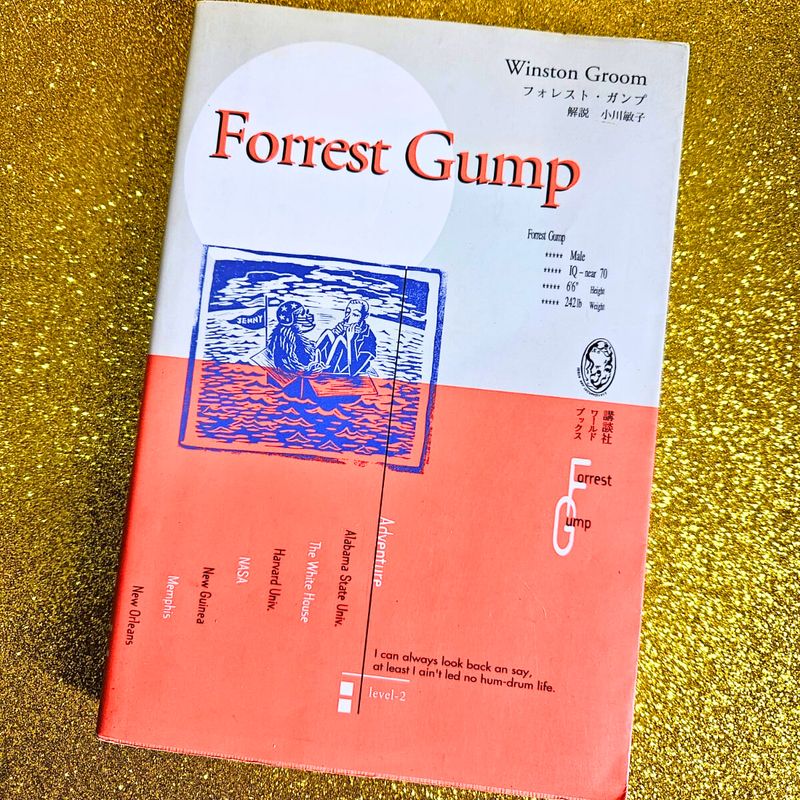 Winston Groom
フォレスト・ガンプ
解説 小川敏子
Forrest Gump
Forrest Gump
***** Male
***** IQ – near 70
***** 6'6" Height
***** 242 lb Weight
JENNY
講談社
ワールド
ブックス
Forrest
Gump
Adventure
Alabama State Univ.
The White House
Harvard Univ.
NASA
New Guinea
Memphis
New Orleans
I can always look back an say,
at least I ain't led no hum-drum life.
level-2